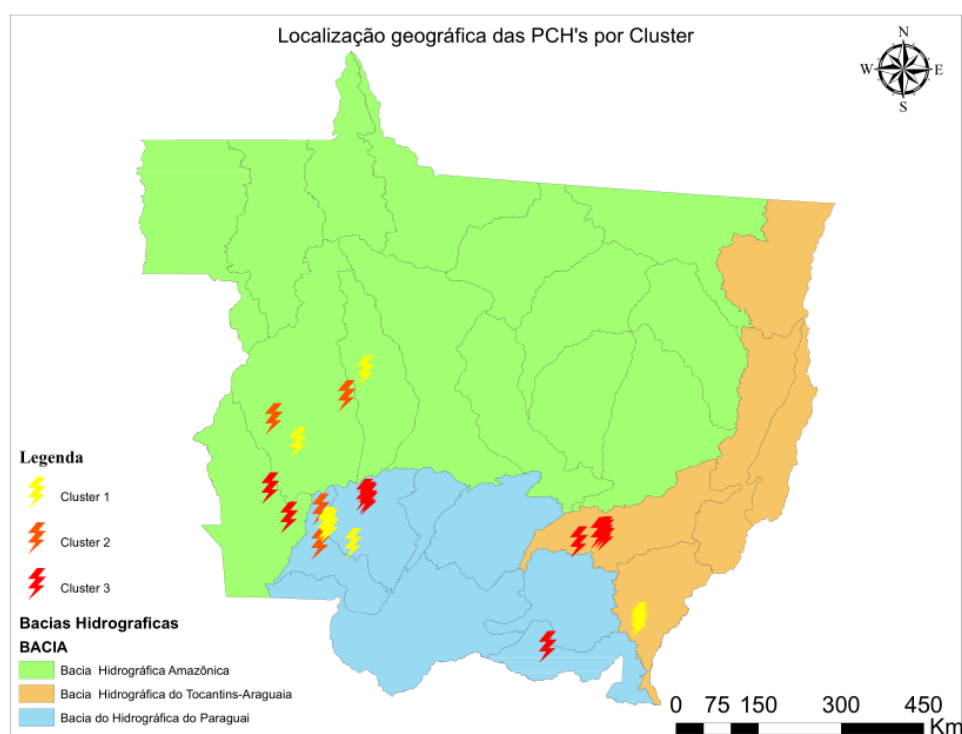 Localização geográfica das PCH's por Cluster
N
W E
S
Legenda
Cluster 1
Cluster 2
Cluster 3
Bacias Hidrograficas
BACIA
Bacia Hidrográfica Amazônica
Bacia Hidrográfica do Tocantins-Araguaia
Bacia do Hidrográfica do Paraguai
0 75 150 300 450
Km